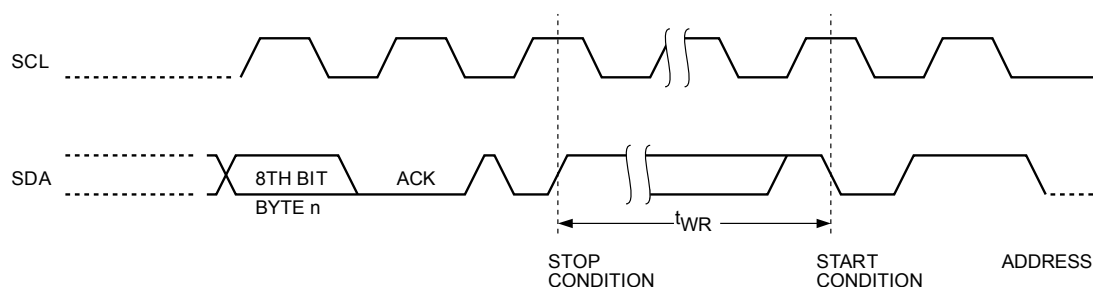 SCL
SDA
8TH BIT
ACK
BYTE n
tWR
STOP
CONDITION
START
CONDITION
ADDRESS